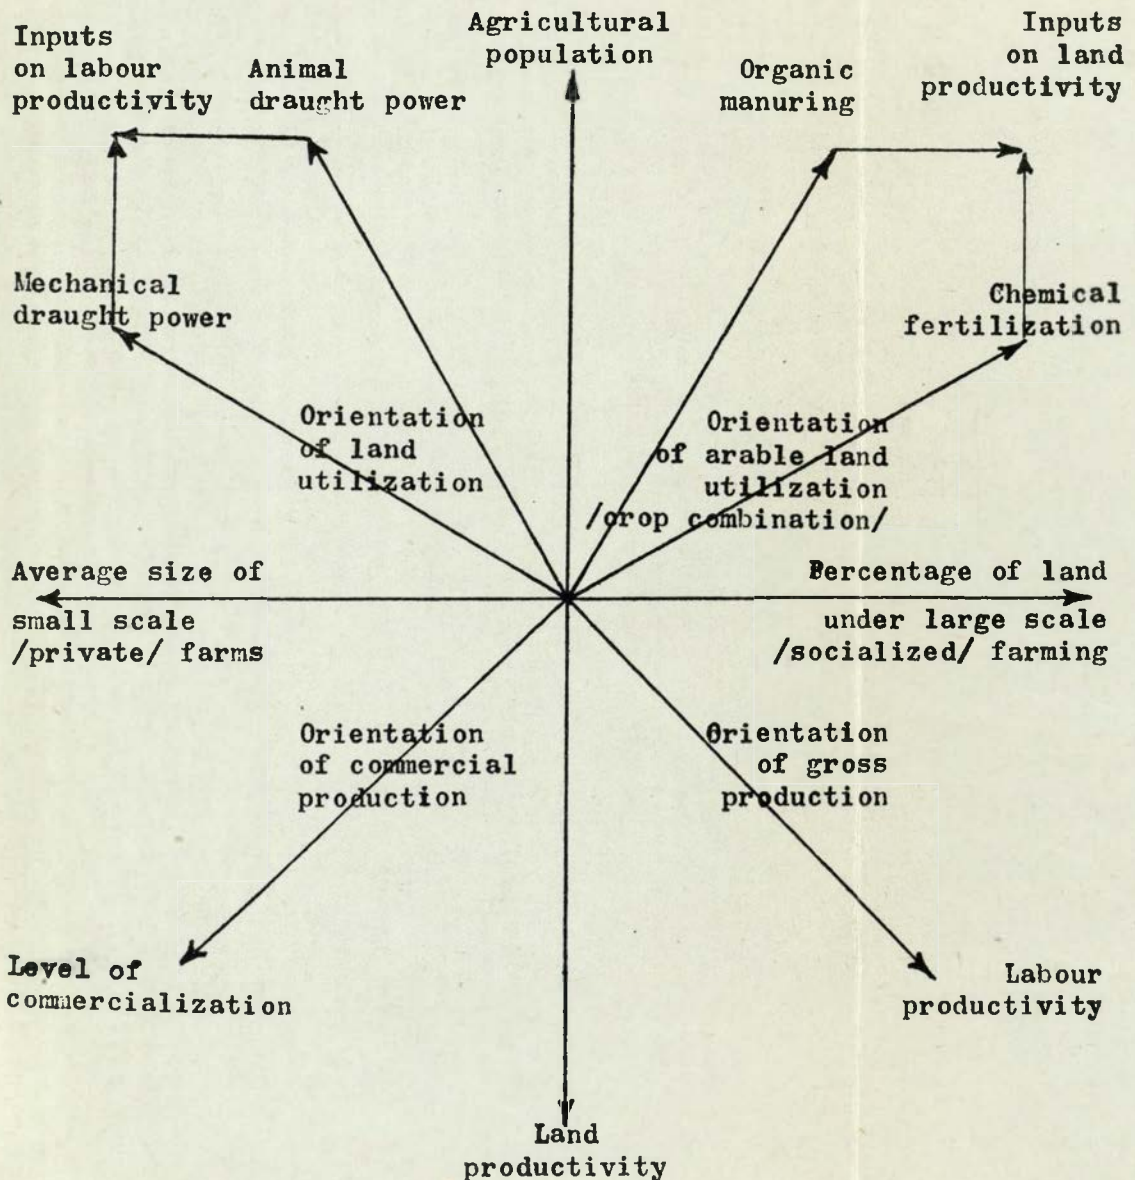 Agricultural
population
Inputs
on labour
productivity
Animal
draught power
Organic
manuring
Inputs
on land
productivity
Mechanical
draught power
Chemical
fertilization
Orientation
of land
utilization
Orientation
of arable land
utilization
/crop combination/
Average size of
small scale
/private/ farms
Percentage of land
under large scale
/socialized/ farming
Orientation
of commercial
production
Orientation
of gross
production
Level of
commercialization
Labour
productivity
Land
productivity